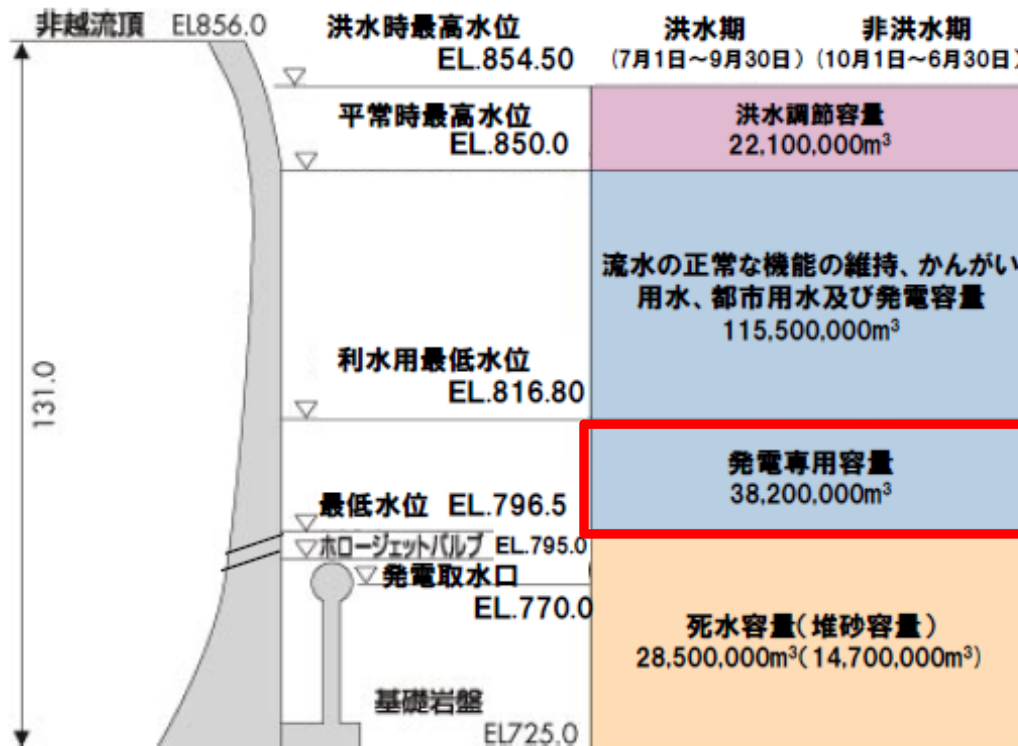 非越流頂 EL856.0
洪水時最高水位
EL.854.50
洪水期
(7月1日～9月30日)
非洪水期
(10月1日～6月30日)
平常時最高水位
EL.850.0
洪水調節容量
22,100,000m³
流水の正常な機能の維持、かんがい
用水、都市用水及び発電容量
115,500,000m³
131.0
利水用最低水位
EL.816.80
発電専用容量
38,200,000m³
最低水位 EL.796.5
ホロージェットバルブ EL.795.0
発電取水口
EL.770.0
死水容量(堆砂容量)
28,500,000m³(14,700,000m³)
基礎岩盤
EL725.0